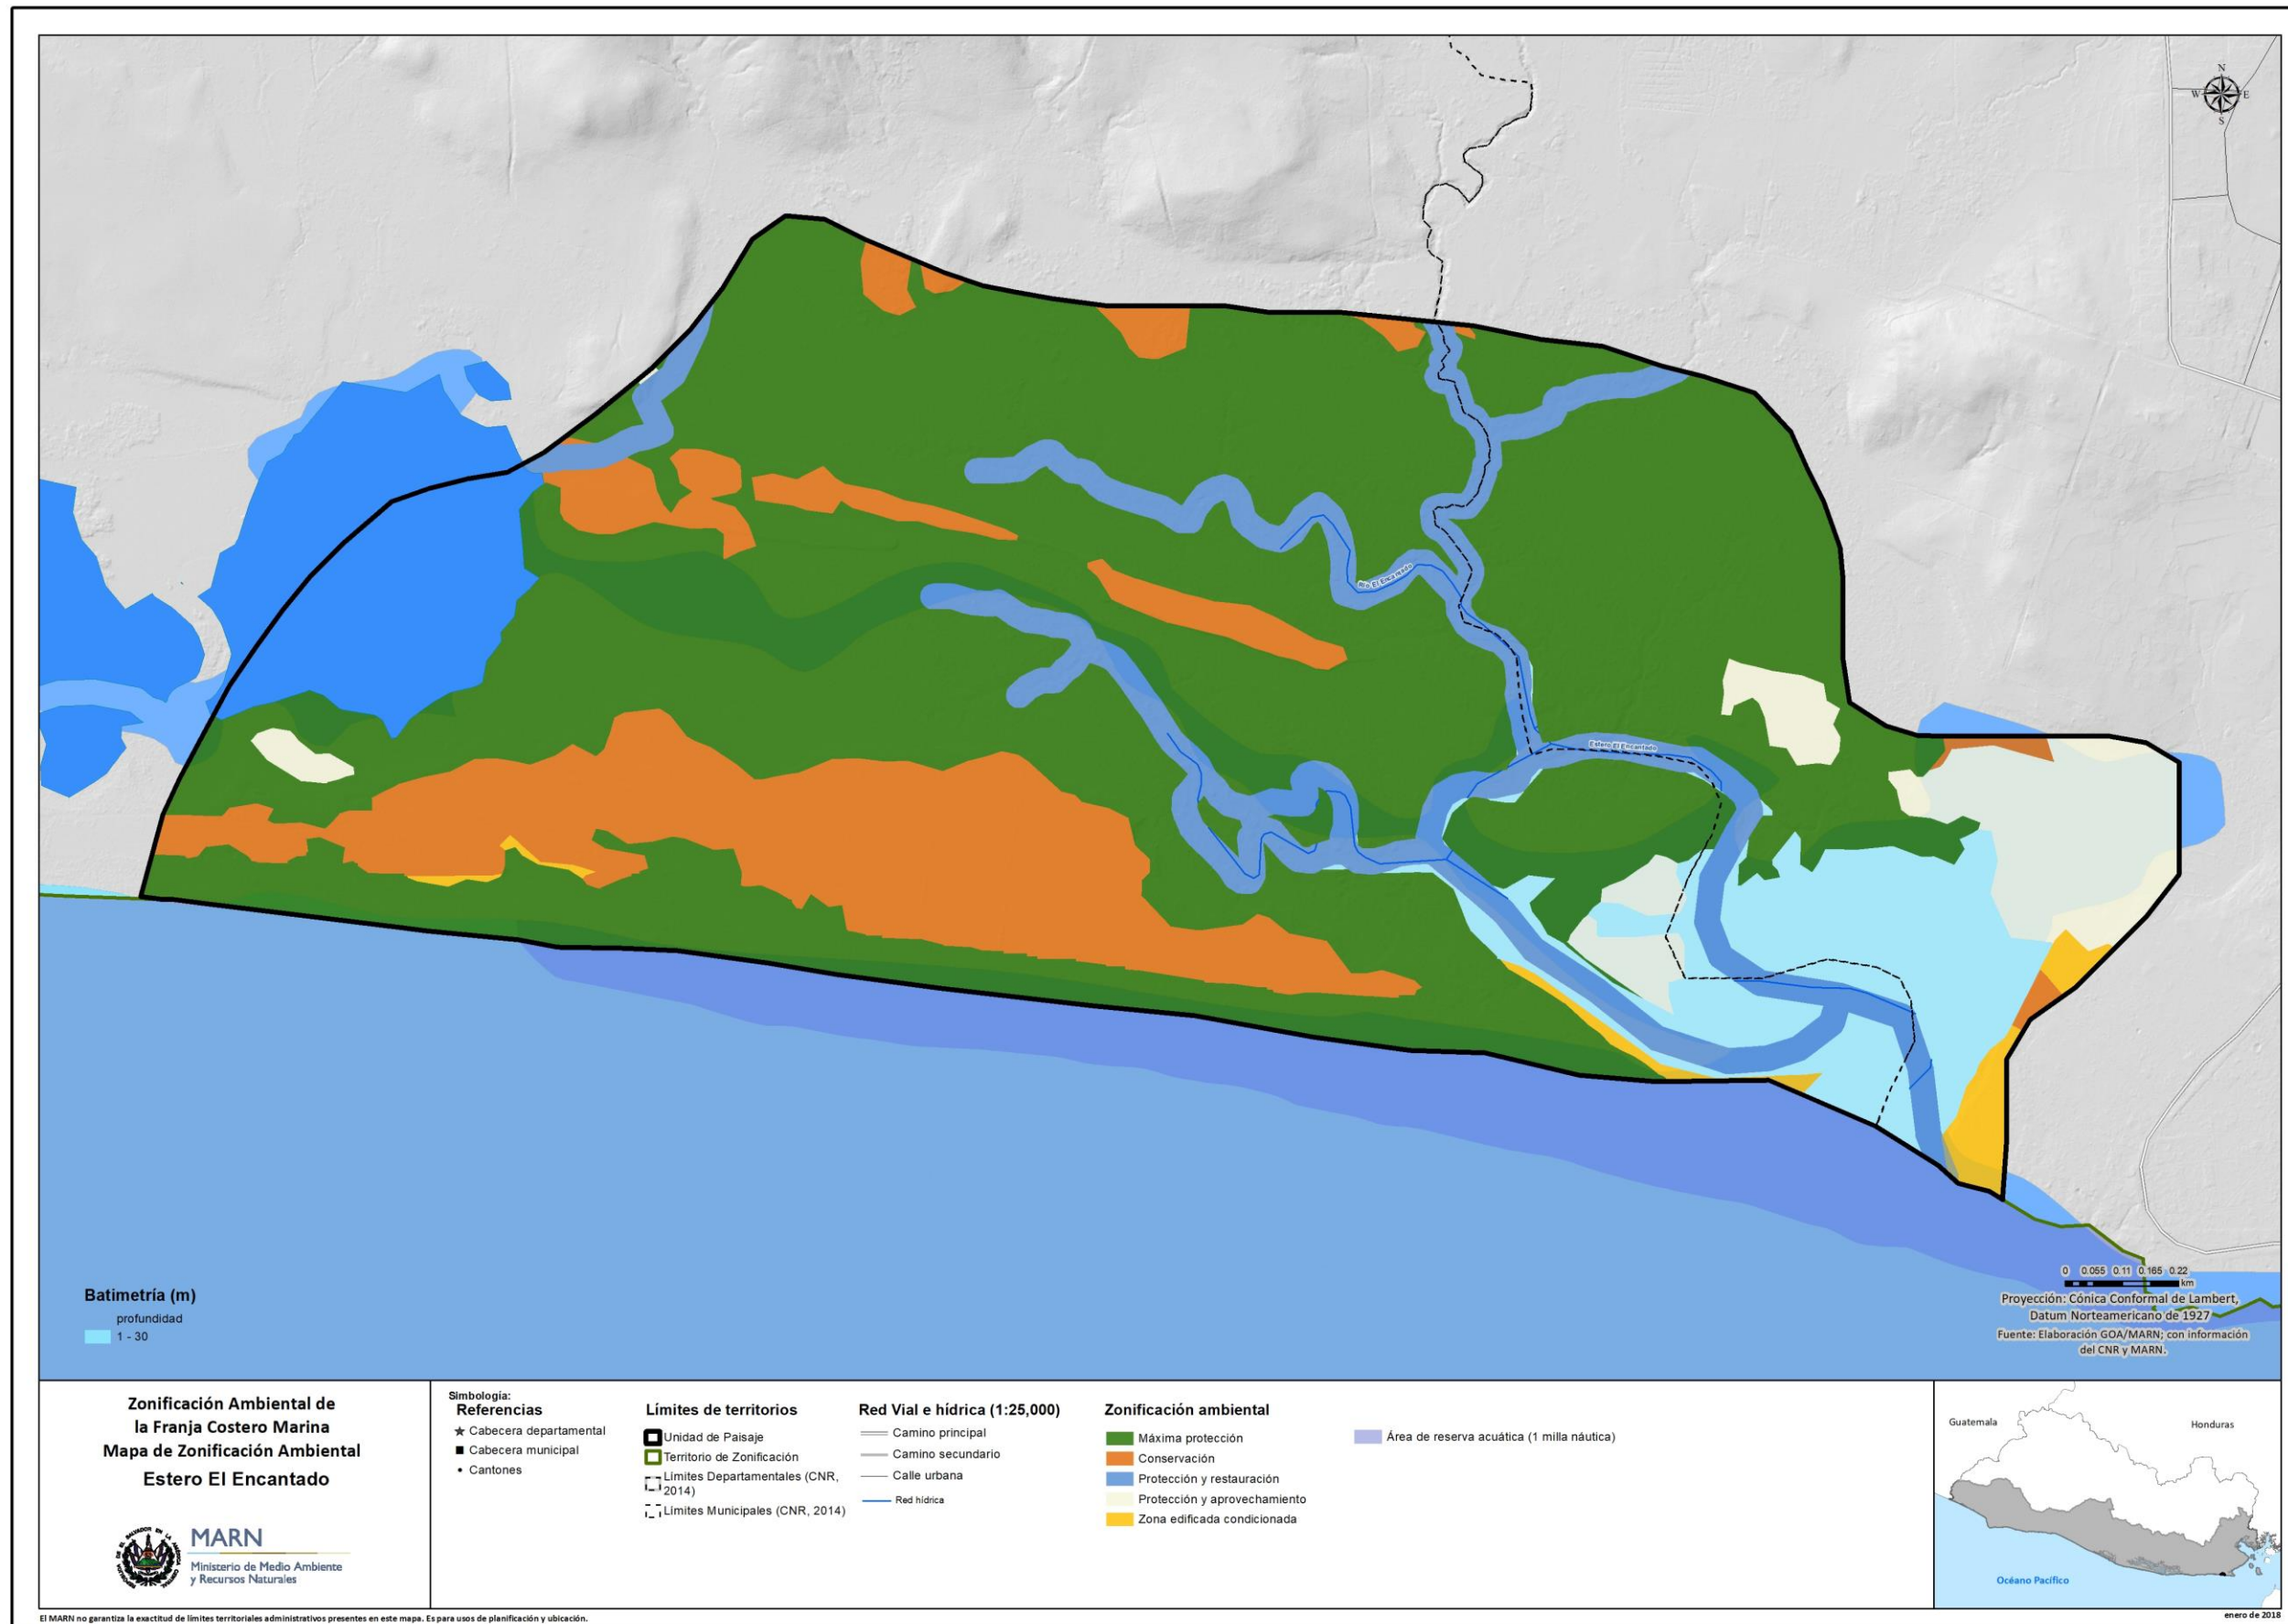 N
W
E
S
Río El Encantado
Estero El Encantado
Batimetría (m)
profundidad
1 - 30
0 0.055 0.11 0.165 0.22
km
Proyección: Cónica Conformal de Lambert,
Datum Norteamericano de 1927
Fuente: Elaboración GOA/MARN; con información
del CNR y MARN.
Zonificación Ambiental de
la Franja Costero Marina
Mapa de Zonificación Ambiental
Estero El Encantado
MARN
Ministerio de Medio Ambiente
y Recursos Naturales
Simbología:
Referencias
Cabecera departamental
Cabecera municipal
Cantones
Límites de territorios
Unidad de Paisaje
Territorio de Zonificación
Límites Departamentales (CNR,
2014)
Límites Municipales (CNR, 2014)
Red Vial e hídrica (1:25,000)
Camino principal
Camino secundario
Calle urbana
Red hídrica
Zonificación ambiental
Máxima protección
Conservación
Protección y restauración
Protección y aprovechamiento
Zona edificada condicionada
Área de reserva acuática (1 milla náutica)
Guatemala
Honduras
Océano Pacífico
El MARN no garantiza la exactitud de límites territoriales administrativos presentes en este mapa. Es para usos de planificación y ubicación.
enero de 2018